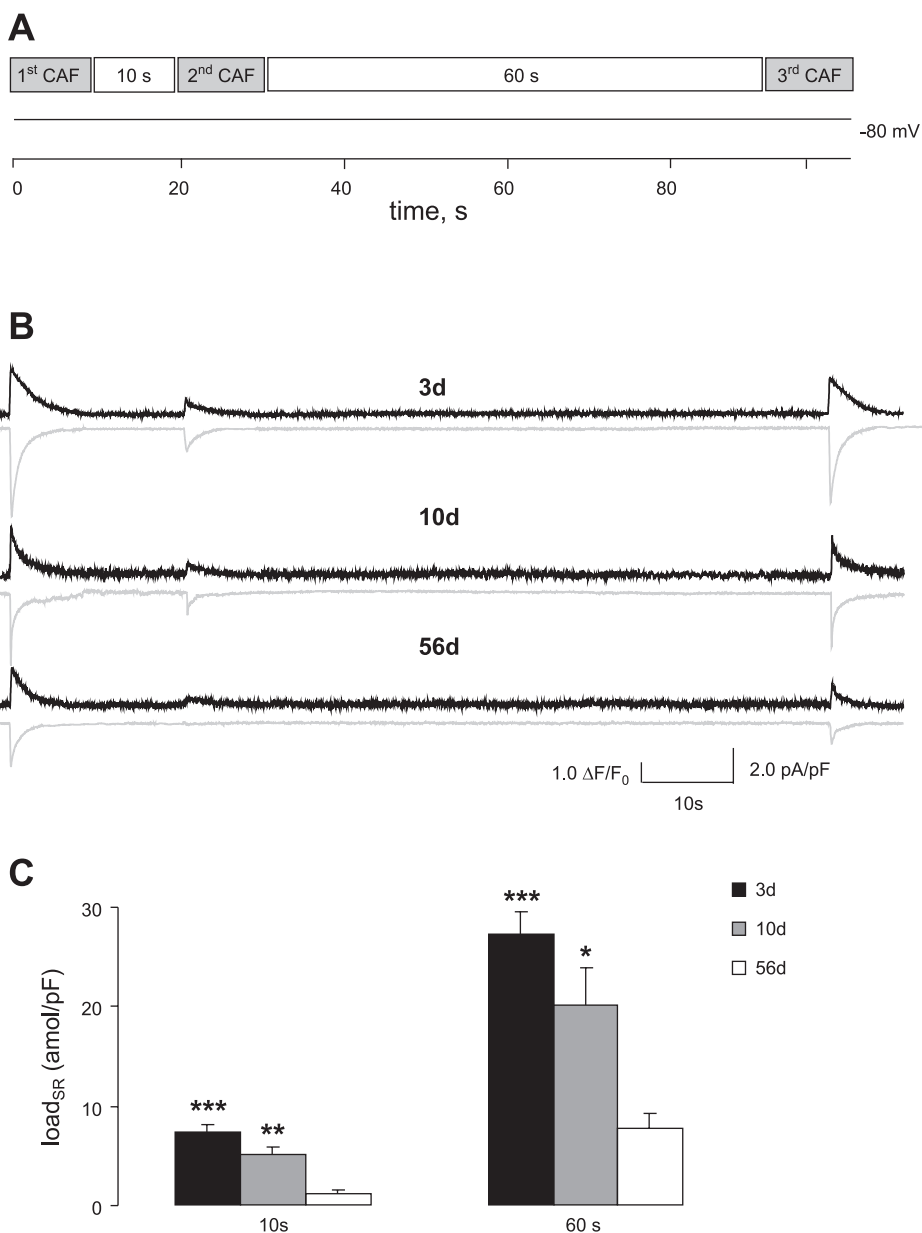 A
1st CAF 10 s 2nd CAF 60 s 3rd CAF
-80 mV
0 20 40 60 80
time, s
B
3d
10d
56d
1.0 ΔF/F0 2.0 pA/pF
10s
C
*** 3d
30 10d
* 56d
loadSR (amol/pF)
20
10 *** **
0
10s 60 s